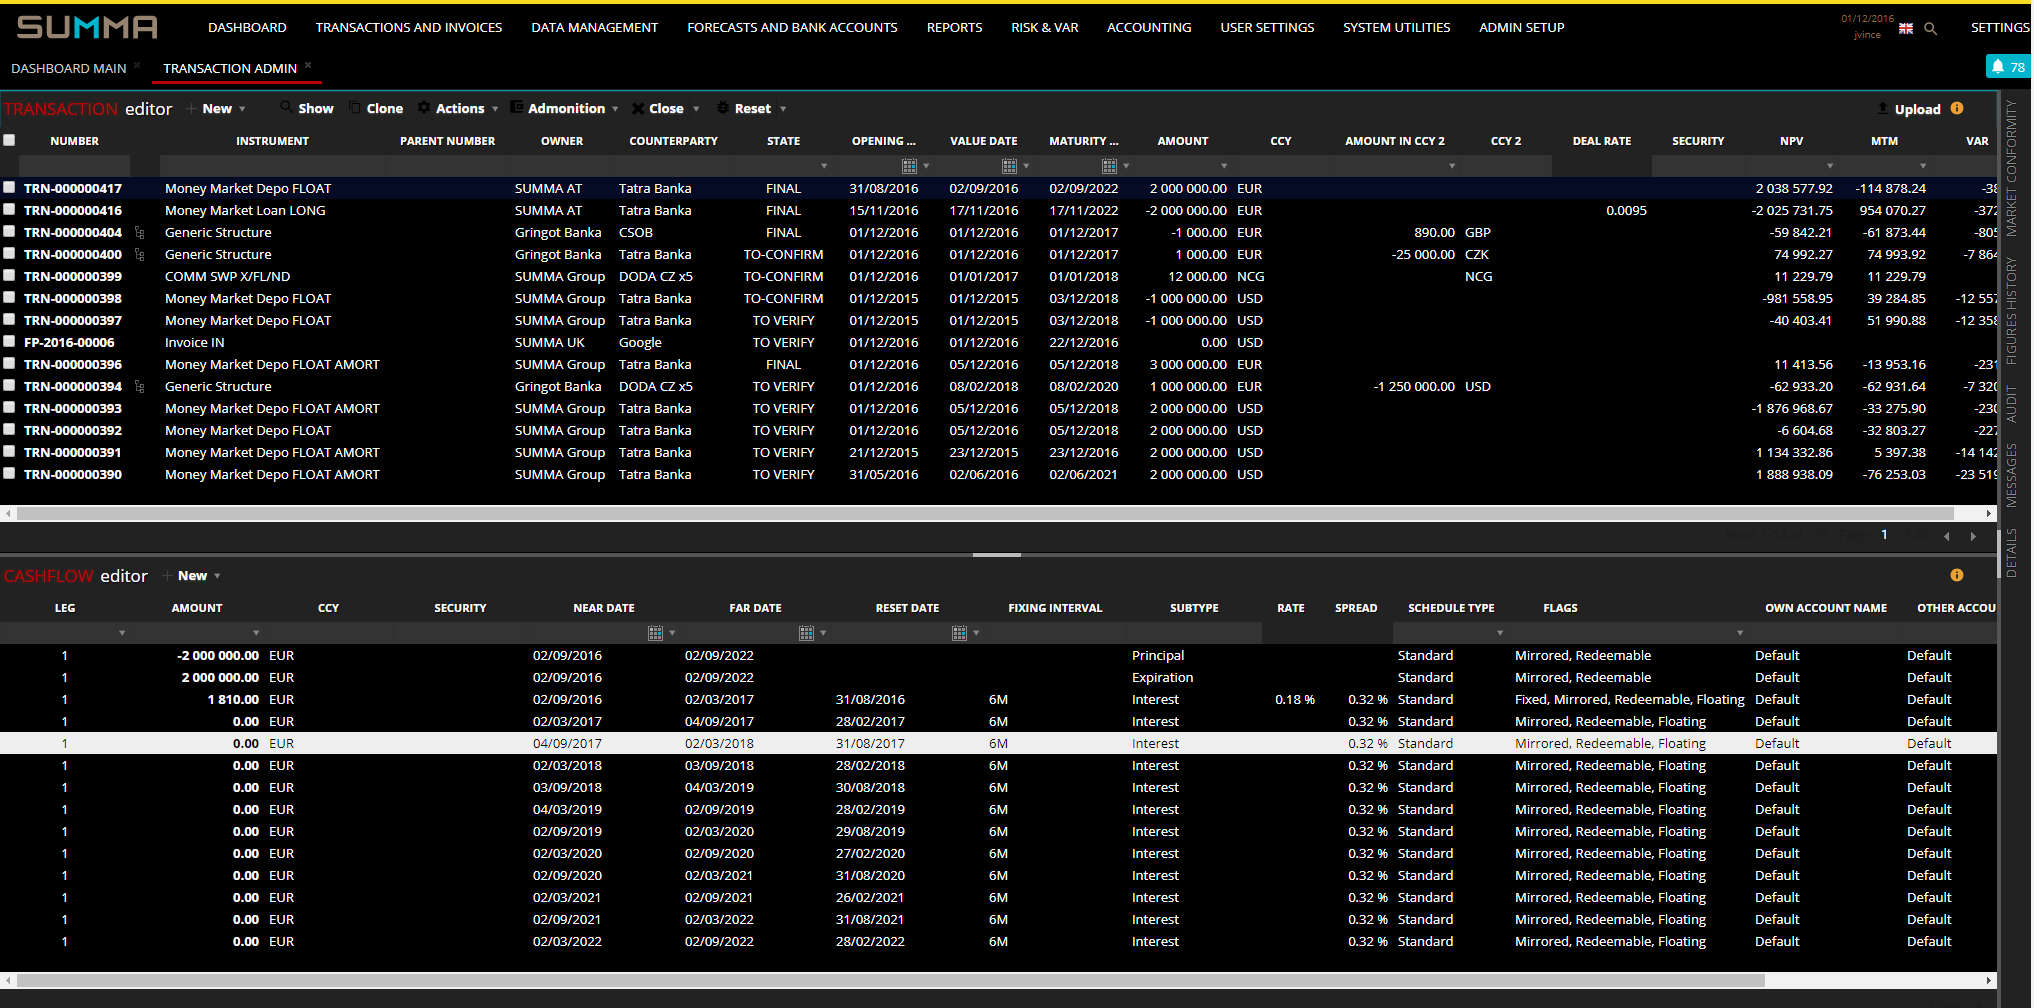 SUMMA DASHBOARD TRANSACTIONS AND INVOICES DATA MANAGEMENT FORECASTS AND BANK ACCOUNTS REPORTS RISK & VAR ACCOUNTING USER SETTINGS SYSTEM UTILITIES ADMIN SETUP 01/12/2016 jvince SETTINGS
DASHBOARD MAIN × TRANSACTION ADMIN × 78
TRANSACTION editor + New Show Clone Actions Admonition Close Reset Upload
NUMBER INSTRUMENT PARENT NUMBER OWNER COUNTERPARTY STATE OPENING ... VALUE DATE MATURITY ... AMOUNT CCY AMOUNT IN CCY 2 CCY 2 DEAL RATE SECURITY NPV MTM VAR
TRN-000000417 Money Market Depo FLOAT SUMMA AT Tatra Banka FINAL 31/08/2016 02/09/2016 02/09/2022 2 000 000.00 EUR 2 038 577.92 -114 878.24 -38
TRN-000000416 Money Market Loan LONG SUMMA AT Tatra Banka FINAL 15/11/2016 17/11/2016 17/11/2022 -2 000 000.00 EUR 0.0095 -2 025 731.75 954 070.27 -372
TRN-000000404 Generic Structure Gringot Banka CSOB FINAL 01/12/2016 01/12/2016 01/12/2017 -1 000.00 EUR 890.00 GBP -59 842.21 -61 873.44 -805
TRN-000000400 Generic Structure Gringot Banka Tatra Banka TO-CONFIRM 01/12/2016 01/12/2016 01/12/2017 1 000.00 EUR -25 000.00 CZK 74 992.27 74 993.92 -7 864
TRN-000000399 COMM SWP X/FL/ND SUMMA Group DODA CZ x5 TO-CONFIRM 01/12/2016 01/01/2017 01/01/2018 12 000.00 NCG NCG 11 229.79 11 229.79
TRN-000000398 Money Market Depo FLOAT SUMMA Group Tatra Banka TO-CONFIRM 01/12/2015 01/12/2015 03/12/2018 -1 000 000.00 USD -981 558.95 39 284.85 -12 557
TRN-000000397 Money Market Depo FLOAT SUMMA Group Tatra Banka TO VERIFY 01/12/2015 01/12/2015 03/12/2018 -1 000 000.00 USD -40 403.41 51 990.88 -12 358
FP-2016-00006 Invoice IN SUMMA UK Google TO VERIFY 01/12/2016 01/12/2016 22/12/2016 0.00 USD
TRN-000000396 Money Market Depo FLOAT AMORT SUMMA Group Tatra Banka FINAL 01/12/2016 05/12/2018 05/12/2018 3 000 000.00 EUR 11 413.56 -13 953.16 -231
TRN-000000394 Generic Structure Gringot Banka DODA CZ x5 TO VERIFY 01/12/2016 08/02/2018 08/02/2020 1 000 000.00 EUR -1 250 000.00 USD -62 933.20 -62 931.64 -7 320
TRN-000000393 Money Market Depo FLOAT AMORT SUMMA Group Tatra Banka TO VERIFY 01/12/2016 05/12/2016 05/12/2018 2 000 000.00 USD -1 876 968.67 -33 275.90 -230
TRN-000000392 Money Market Depo FLOAT SUMMA Group Tatra Banka TO VERIFY 01/12/2016 05/12/2016 05/12/2018 2 000 000.00 USD -6 604.68 -32 803.27 -227
TRN-000000391 Money Market Depo FLOAT AMORT SUMMA Group Tatra Banka TO VERIFY 21/12/2015 23/12/2015 23/12/2016 2 000 000.00 USD 1 134 332.86 5 397.38 -14 142
TRN-000000390 Money Market Depo FLOAT AMORT SUMMA Group Tatra Banka TO VERIFY 31/05/2016 02/06/2016 02/06/2021 2 000 000.00 USD 1 888 938.09 -76 253.03 -23 519
1
MARKET CONFORMITY
FIGURES HISTORY
AUDIT
MESSAGES
DETAILS
CASHFLOW editor + New
LEG AMOUNT CCY SECURITY NEAR DATE FAR DATE RESET DATE FIXING INTERVAL SUBTYPE RATE SPREAD SCHEDULE TYPE FLAGS OWN ACCOUNT NAME OTHER ACCOU
1 -2 000 000.00 EUR 02/09/2016 02/09/2022 Principal Standard Mirrored, Redeemable Default Default
1 2 000 000.00 EUR 02/09/2016 02/09/2022 Expiration Standard Mirrored, Redeemable Default Default
1 1 810.00 EUR 02/09/2016 02/03/2017 31/08/2016 6M Interest 0.18 % 0.32 % Standard Fixed, Mirrored, Redeemable, Floating Default Default
1 0.00 EUR 02/03/2017 04/09/2017 28/02/2017 6M Interest 0.32 % Standard Mirrored, Redeemable, Floating Default Default
1 0.00 EUR 04/09/2017 02/03/2018 31/08/2017 6M Interest 0.32 % Standard Mirrored, Redeemable, Floating Default Default
1 0.00 EUR 02/03/2018 03/09/2018 28/02/2018 6M Interest 0.32 % Standard Mirrored, Redeemable, Floating Default Default
1 0.00 EUR 03/09/2018 04/03/2019 30/08/2018 6M Interest 0.32 % Standard Mirrored, Redeemable, Floating Default Default
1 0.00 EUR 04/03/2019 02/09/2019 28/02/2019 6M Interest 0.32 % Standard Mirrored, Redeemable, Floating Default Default
1 0.00 EUR 02/09/2019 02/03/2020 29/08/2019 6M Interest 0.32 % Standard Mirrored, Redeemable, Floating Default Default
1 0.00 EUR 02/03/2020 02/09/2020 27/02/2020 6M Interest 0.32 % Standard Mirrored, Redeemable, Floating Default Default
1 0.00 EUR 02/09/2020 02/03/2021 31/08/2020 6M Interest 0.32 % Standard Mirrored, Redeemable, Floating Default Default
1 0.00 EUR 02/03/2021 02/09/2021 26/02/2021 6M Interest 0.32 % Standard Mirrored, Redeemable, Floating Default Default
1 0.00 EUR 02/09/2021 02/03/2022 31/08/2021 6M Interest 0.32 % Standard Mirrored, Redeemable, Floating Default Default
1 0.00 EUR 02/03/2022 02/09/2022 28/02/2022 6M Interest 0.32 % Standard Mirrored, Redeemable, Floating Default Default